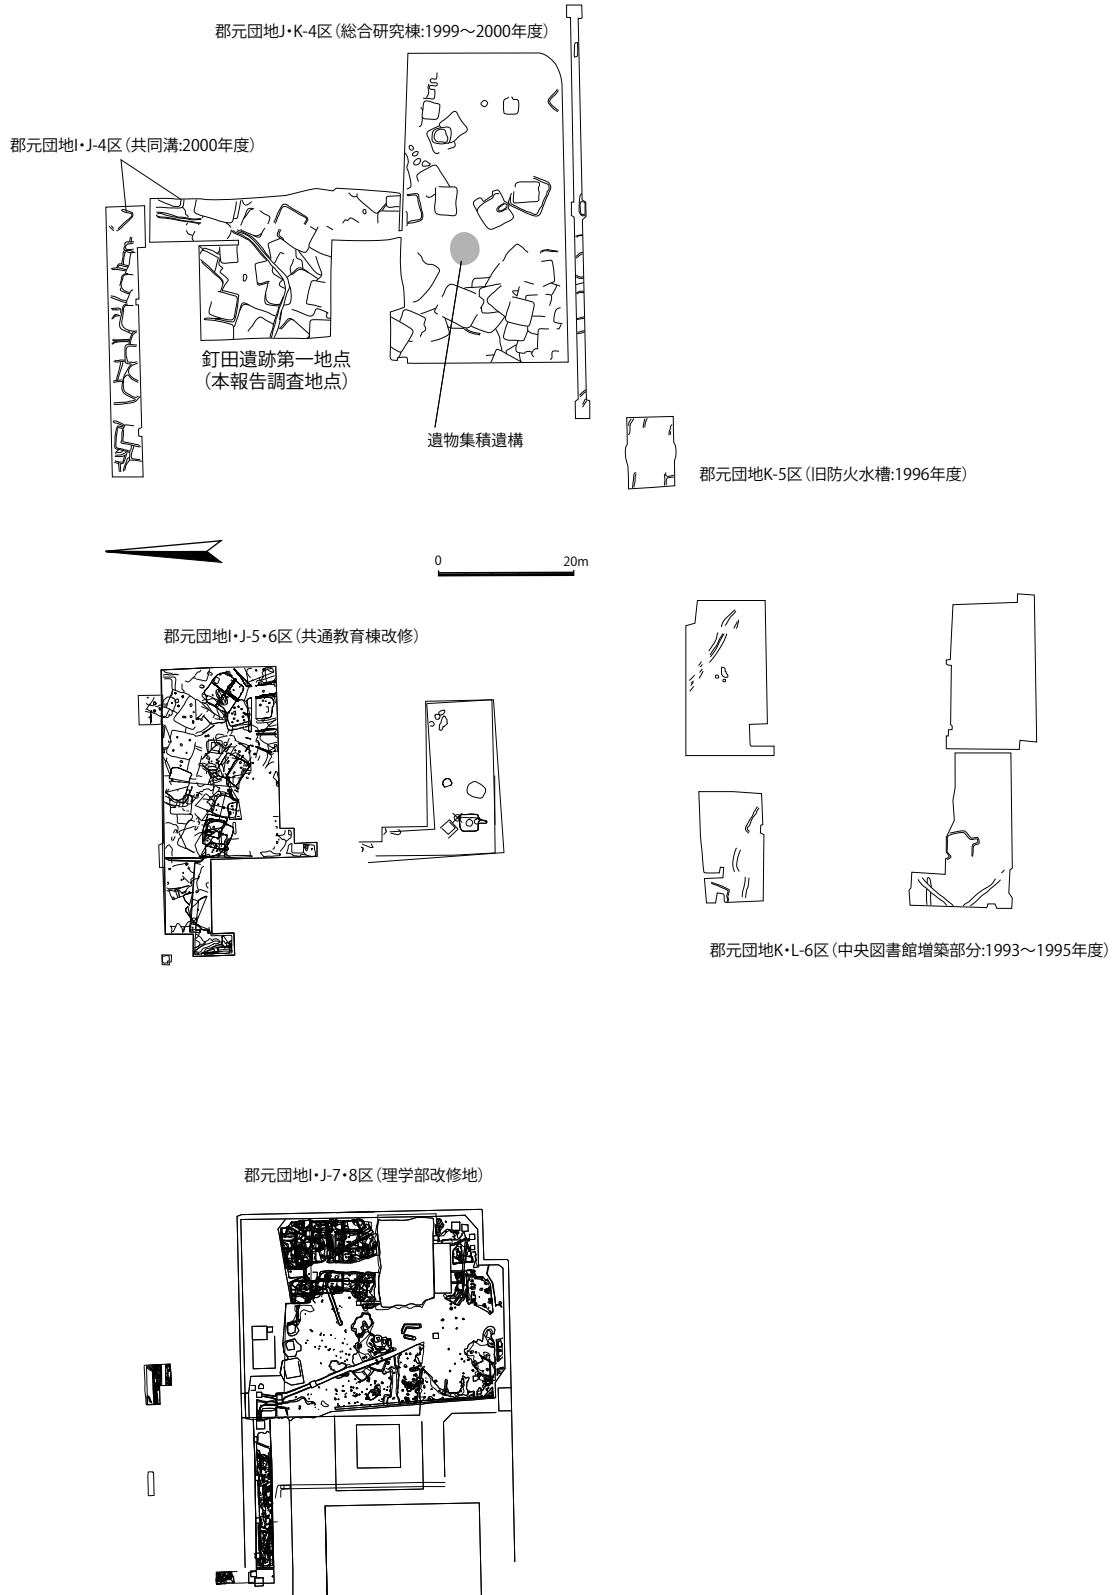 郡元団地J・K-4区（総合研究棟:1999～2000年度）
郡元団地I・J-4区（共同溝:2000年度）
釘田遺跡第一地点
（本報告調査地点）
遺物集積遺構
郡元団地K-5区（旧防火水槽:1996年度）
0 20m
郡元団地I・J-5・6区（共通教育棟改修）
郡元団地K・L-6区（中央図書館増築部分:1993～1995年度）
郡元団地I・J-7・8区（理学部改修地）